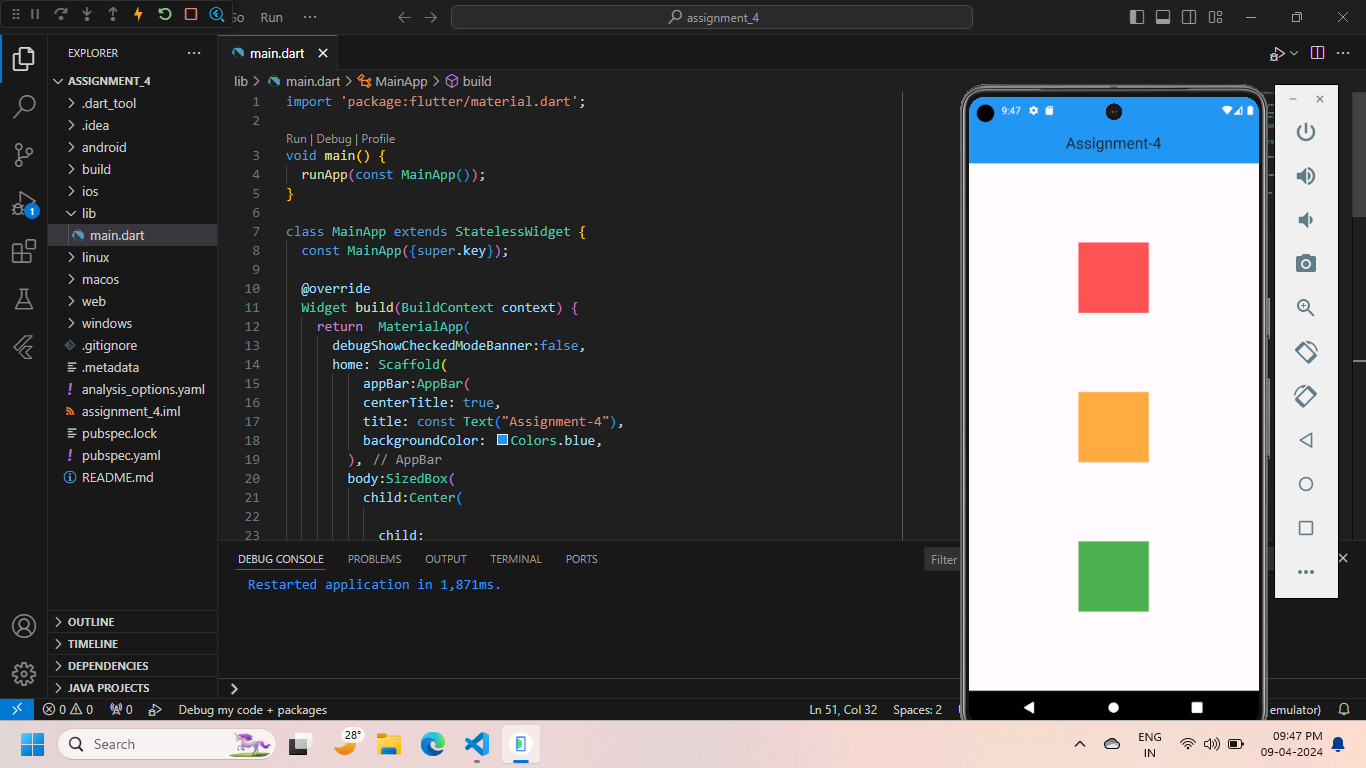 Go Run ···
assignment_4
EXPLORER
ASSIGNMENT_4
.dart_tool
.idea
android
build
ios
lib
main.dart
linux
macos
web
windows
.gitignore
.metadata
analysis_options.yaml
assignment_4.iml
pubspec.lock
pubspec.yaml
README.md
OUTLINE
TIMELINE
DEPENDENCIES
JAVA PROJECTS
1
main.dart
lib > main.dart > MainApp > build
1 import 'package:flutter/material.dart';
2
Run | Debug | Profile
3 void main() {
4 runApp(const MainApp());
5 }
6
7 class MainApp extends StatelessWidget {
8 const MainApp({super.key});
9
10 @override
11 Widget build(BuildContext context) {
12 return  MaterialApp(
13 debugShowCheckedModeBanner:false,
14 home: Scaffold(
15 appBar:AppBar(
16 centerTitle: true,
17 title: const Text("Assignment-4"),
18 backgroundColor: Colors.blue,
19 ), // AppBar
20 body:SizedBox(
21 child:Center(
22
23 child:
DEBUG CONSOLE PROBLEMS OUTPUT TERMINAL PORTS Filter
Restarted application in 1,871ms.
9:47
Assignment-4
0 0 0 Debug my code + packages Ln 51, Col 32 Spaces: 2 emulator)
Search
28°
ENG
IN
09:47 PM
09-04-2024